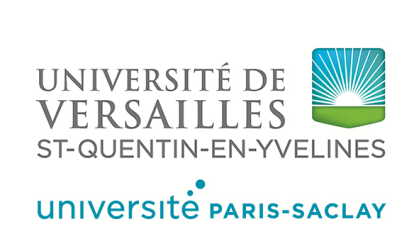 UNIVERSITÉ DE
VERSAILLES
ST-QUENTIN-EN-YVELINES
université PARIS-SACLAY